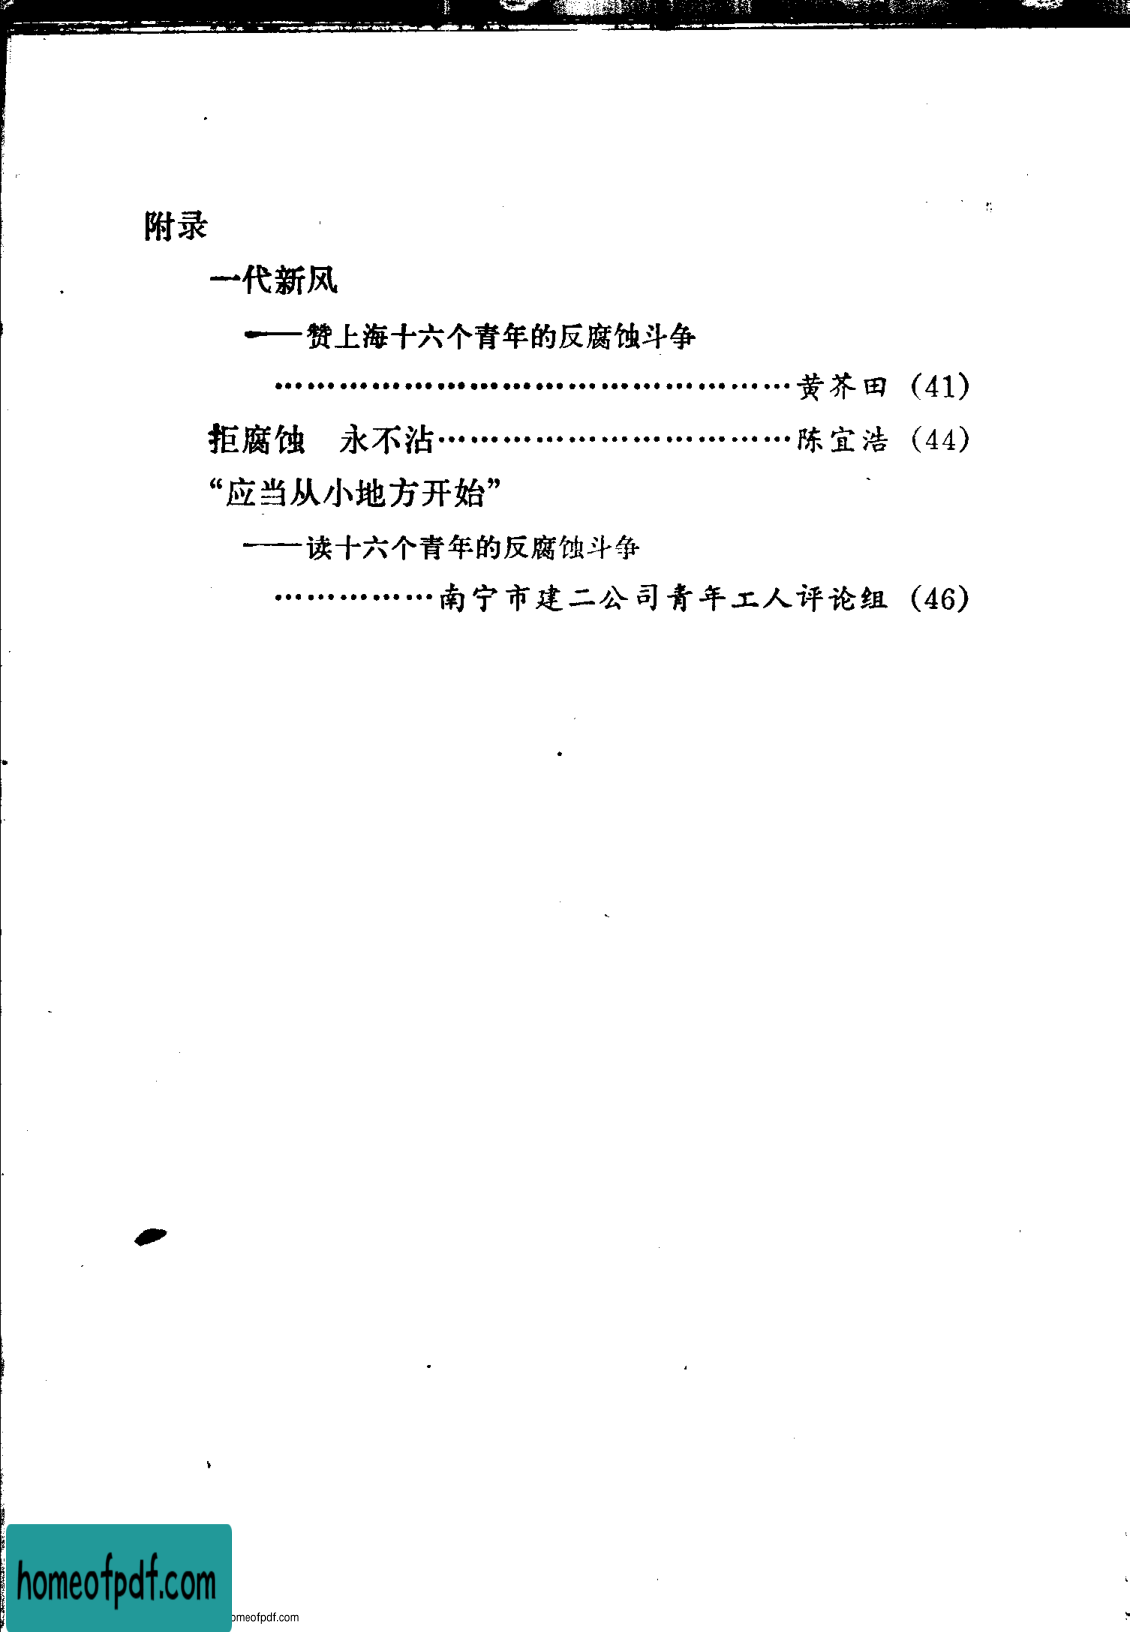 附录
一代新风
——赞上海十六个青年的反腐蚀斗争
……………………………………………黄芥田 (41)
拒腐蚀　永不沾………………………………陈宜浩 (44)
“应当从小地方开始”
——读十六个青年的反腐蚀斗争
……………南宁市建二公司青年工人评论组 (46)
homeofpdf.com
omeofpdf.com